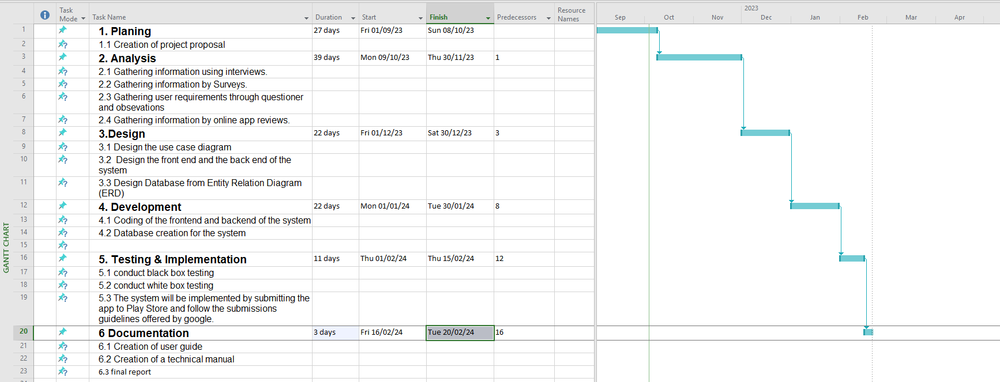 2023
Task Mode Task Name Duration Start Finish Predecessors Resource Names Sep Oct Nov Dec Jan Feb Mar Apr
1 1. Planing 27 days Fri 01/09/23 Sun 08/10/23
2 1.1 Creation of project proposal
3 2. Analysis 39 days Mon 09/10/23 Thu 30/11/23 1
4 2.1 Gathering information using interviews.
5 2.2 Gathering information by Surveys.
6 2.3 Gathering user requirements through questioner
and obsevations
7 2.4 Gathering information by online app reviews.
8 3.Design 22 days Fri 01/12/23 Sat 30/12/23 3
9 3.1 Design the use case diagram
10 3.2 Design the front end and the back end of the
system
11 3.3 Design Database from Entity Relation Diagram
(ERD)
12 4. Development 22 days Mon 01/01/24 Tue 30/01/24 8
13 4.1 Coding of the frontend and backend of the system
14 4.2 Database creation for the system
15
16 5. Testing & Implementation 11 days Thu 01/02/24 Thu 15/02/24 12
17 5.1 conduct black box testing
18 5.2 conduct white box testing
19 5.3 The system will be implemented by submitting the
app to Play Store and follow the submissions
guidelines offered by google.
20 6 Documentation 3 days Fri 16/02/24 Tue 20/02/24 16
21 6.1 Creation of user guide
22 6.2 Creation of a technical manual
23 6.3 final report
GANTT CHART